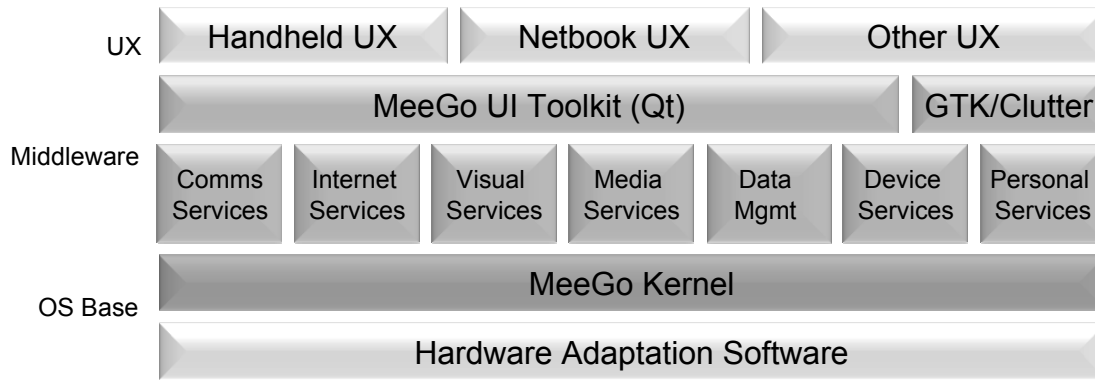 UX
Handheld UX
Netbook UX
Other UX
MeeGo UI Toolkit (Qt)
GTK/Clutter
Middleware
Comms
Services
Internet
Services
Visual
Services
Media
Services
Data
Mgmt
Device
Services
Personal
Services
OS Base
MeeGo Kernel
Hardware Adaptation Software